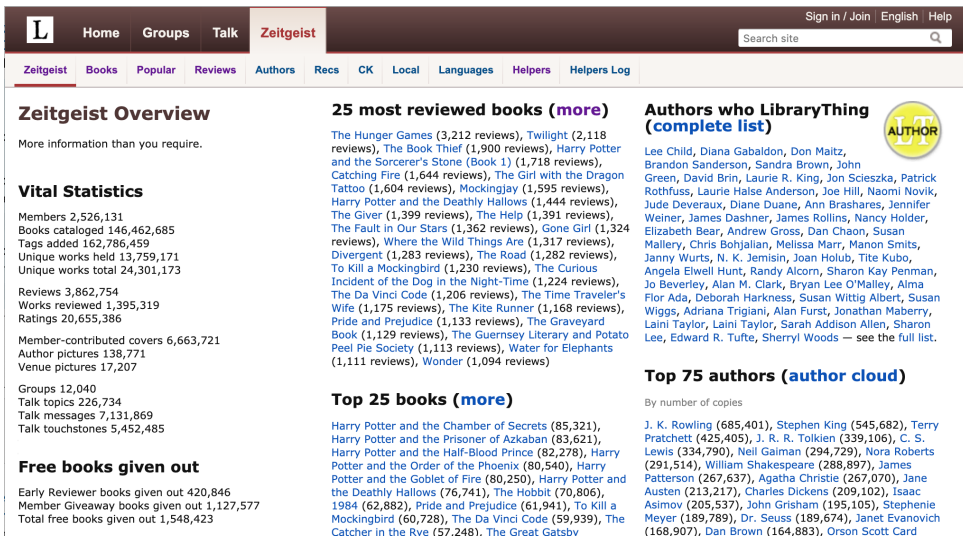 Sign in / Join English Help
L Home Groups Talk Zeitgeist
Search site
Zeitgeist Books Popular Reviews Authors Recs CK Local Languages Helpers Helpers Log
Zeitgeist Overview
More information than you require.
Vital Statistics
Members 2,526,131
Books cataloged 146,462,685
Tags added 162,786,459
Unique works held 13,759,171
Unique works total 24,301,173
Reviews 3,862,754
Works reviewed 1,395,319
Ratings 20,655,386
Member-contributed covers 6,663,721
Author pictures 138,771
Venue pictures 17,207
Groups 12,040
Talk topics 226,734
Talk messages 7,131,869
Talk touchstones 5,452,485
Free books given out
Early Reviewer books given out 420,846
Member Giveaway books given out 1,127,577
Total free books given out 1,548,423
25 most reviewed books (more)
The Hunger Games (3,212 reviews), Twilight (2,118
reviews), The Book Thief (1,900 reviews), Harry Potter
and the Sorcerer's Stone (Book 1) (1,718 reviews),
Catching Fire (1,644 reviews), The Girl with the Dragon
Tattoo (1,604 reviews), Mockingjay (1,595 reviews),
Harry Potter and the Deathly Hallows (1,444 reviews),
The Giver (1,399 reviews), The Help (1,391 reviews),
The Fault in Our Stars (1,362 reviews), Gone Girl (1,324
reviews), Where the Wild Things Are (1,317 reviews),
Divergent (1,283 reviews), The Road (1,282 reviews),
To Kill a Mockingbird (1,230 reviews), The Curious
Incident of the Dog in the Night-Time (1,224 reviews),
The Da Vinci Code (1,206 reviews), The Time Traveler's
Wife (1,175 reviews), The Kite Runner (1,168 reviews),
Pride and Prejudice (1,133 reviews), The Graveyard
Book (1,129 reviews), The Guernsey Literary and Potato
Peel Pie Society (1,113 reviews), Water for Elephants
(1,111 reviews), Wonder (1,094 reviews)
Top 25 books (more)
Harry Potter and the Chamber of Secrets (85,321),
Harry Potter and the Prisoner of Azkaban (83,621),
Harry Potter and the Half-Blood Prince (82,278), Harry
Potter and the Order of the Phoenix (80,540), Harry
Potter and the Goblet of Fire (80,250), Harry Potter and
the Deathly Hallows (76,741), The Hobbit (70,806),
1984 (62,882), Pride and Prejudice (61,941), To Kill a
Mockingbird (60,728), The Da Vinci Code (59,939), The
Catcher in the Rye (57,248), The Great Gatsby
Authors who LibraryThing
(complete list)
LT
AUTHOR
Lee Child, Diana Gabaldon, Don Maitz,
Brandon Sanderson, Sandra Brown, John
Green, David Brin, Laurie R. King, Jon Scieszka, Patrick
Rothfuss, Laurie Halse Anderson, Joe Hill, Naomi Novik,
Jude Deveraux, Diane Duane, Ann Brashares, Jennifer
Weiner, James Dashner, James Rollins, Nancy Holder,
Elizabeth Bear, Andrew Gross, Dan Chaon, Susan
Mallery, Chris Bohjalian, Melissa Marr, Manon Smits,
Janny Wurts, N. K. Jemisin, Joan Holub, Tite Kubo,
Angela Elwell Hunt, Randy Alcorn, Sharon Kay Penman,
Jo Beverley, Alan M. Clark, Bryan Lee O'Malley, Alma
Flor Ada, Deborah Harkness, Susan Wittig Albert, Susan
Wiggs, Adriana Trigiani, Alan Furst, Jonathan Maberry,
Laini Taylor, Laini Taylor, Sarah Addison Allen, Sharon
Lee, Edward R. Tufte, Sherryl Woods — see the full list.
Top 75 authors (author cloud)
By number of copies
J. K. Rowling (685,401), Stephen King (545,682), Terry
Pratchett (425,405), J. R. R. Tolkien (339,106), C. S.
Lewis (334,790), Neil Gaiman (294,729), Nora Roberts
(291,514), William Shakespeare (288,897), James
Patterson (267,637), Agatha Christie (267,070), Jane
Austen (213,217), Charles Dickens (209,102), Isaac
Asimov (205,537), John Grisham (195,105), Stephenie
Meyer (189,789), Dr. Seuss (189,674), Janet Evanovich
(168,907), Dan Brown (164,883), Orson Scott Card